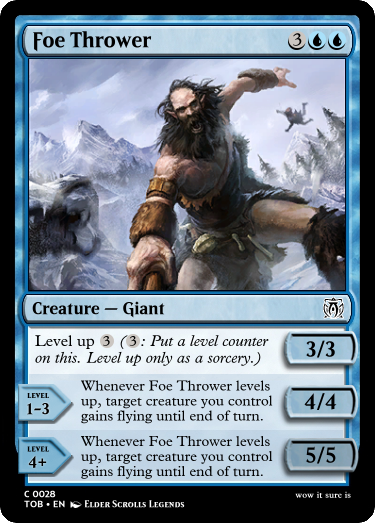 Foe Thrower 3
Creature — Giant
Level up 3 (3: Put a level counter
on this. Level up only as a sorcery.)
3/3
LEVEL
1-3
Whenever Foe Thrower levels
up, target creature you control
gains flying until end of turn.
4/4
LEVEL
4+
Whenever Foe Thrower levels
up, target creature you control
gains flying until end of turn.
5/5
C 0028
TOB • EN Elder Scrolls Legends
wow it sure is